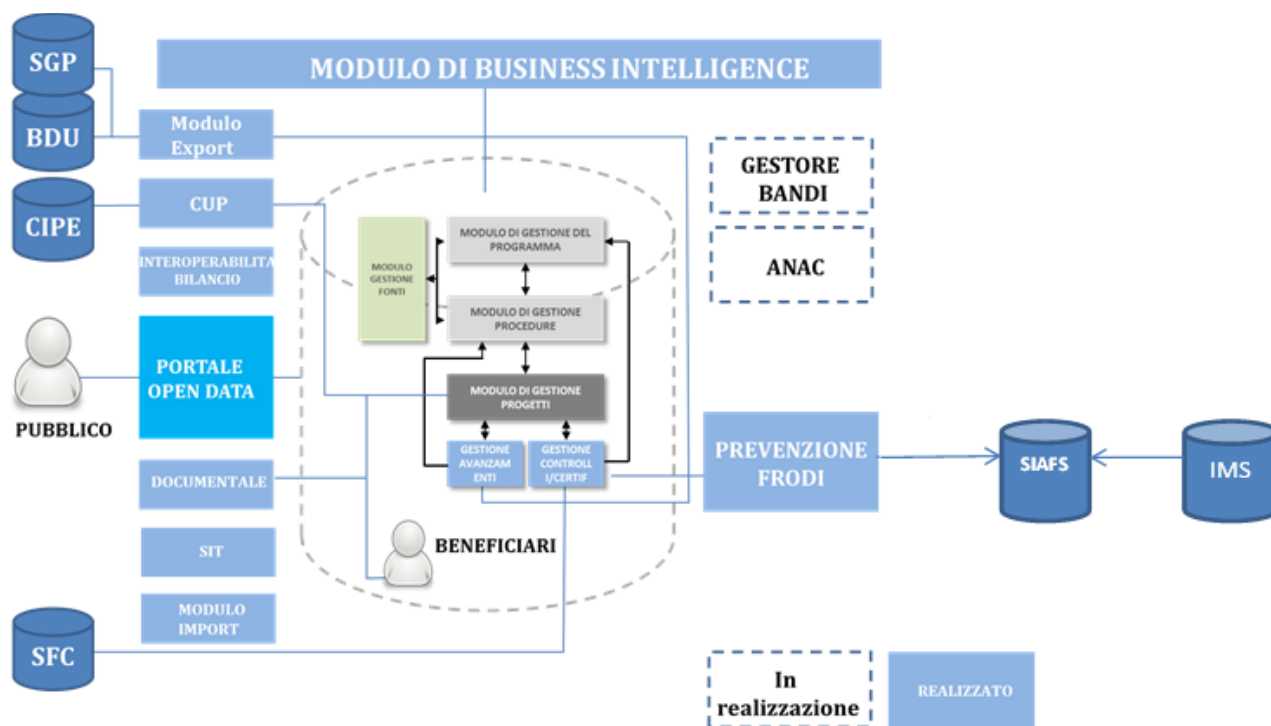 SGP
MODULO DI BUSINESS INTELLIGENCE
BDU
Modulo
Export
GESTORE
BANDI
CIPE
CUP
MODULO
GESTIONE
FONTI
MODULO DI GESTIONE DEL
PROGRAMMA
ANAC
INTEROPERABILITA
BILANCIO
MODULO DI GESTIONE
PROCEDURE
PUBBLICO
PORTALE
OPEN DATA
MODULO DI GESTIONE
PROGETTI
GESTIONE
AVANZAM
ENTI
GESTIONE
CONTROLL
I/CERTIF
PREVENZIONE
FRODI
SIAFS
IMS
DOCUMENTALE
SIT
BENEFICIARI
MODULO
IMPORT
SFC
In
realizzazione
REALIZZATO